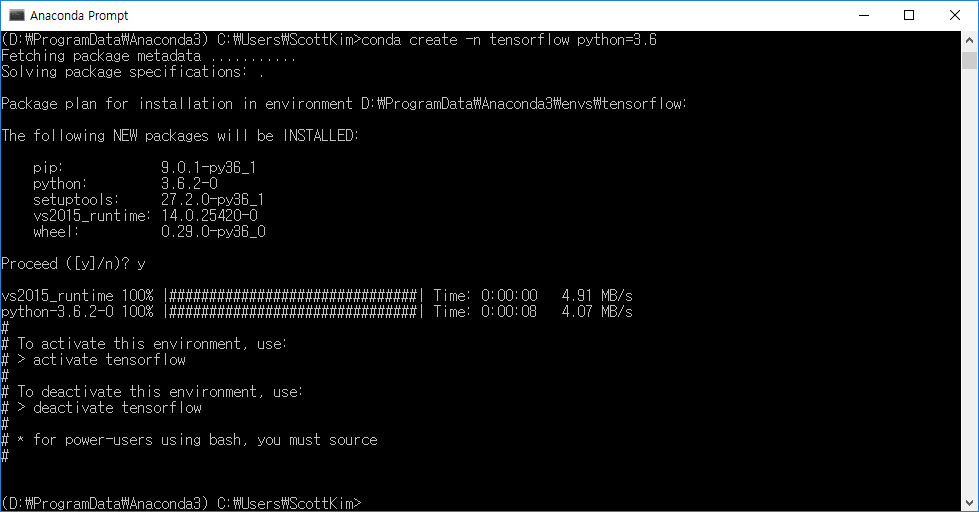 Anaconda Prompt
(D:₩ProgramData₩Anaconda3) C:₩Users₩ScottKim>conda create -n tensorflow python=3.6
Fetching package metadata ...........
Solving package specifications: .
Package plan for installation in environment D:₩ProgramData₩Anaconda3₩envs₩tensorflow:
The following NEW packages will be INSTALLED:
pip: 9.0.1-py36_1
python: 3.6.2-0
setuptools: 27.2.0-py36_1
vs2015_runtime: 14.0.25420-0
wheel: 0.29.0-py36_0
Proceed ([y]/n)? y
vs2015_runtime 100% |###############################| Time: 0:00:00 4.91 MB/s
python-3.6.2-0 100% |###############################| Time: 0:00:08 4.07 MB/s
#
# To activate this environment, use:
# > activate tensorflow
#
# To deactivate this environment, use:
# > deactivate tensorflow
#
# * for power-users using bash, you must source
#
(D:₩ProgramData₩Anaconda3) C:₩Users₩ScottKim>